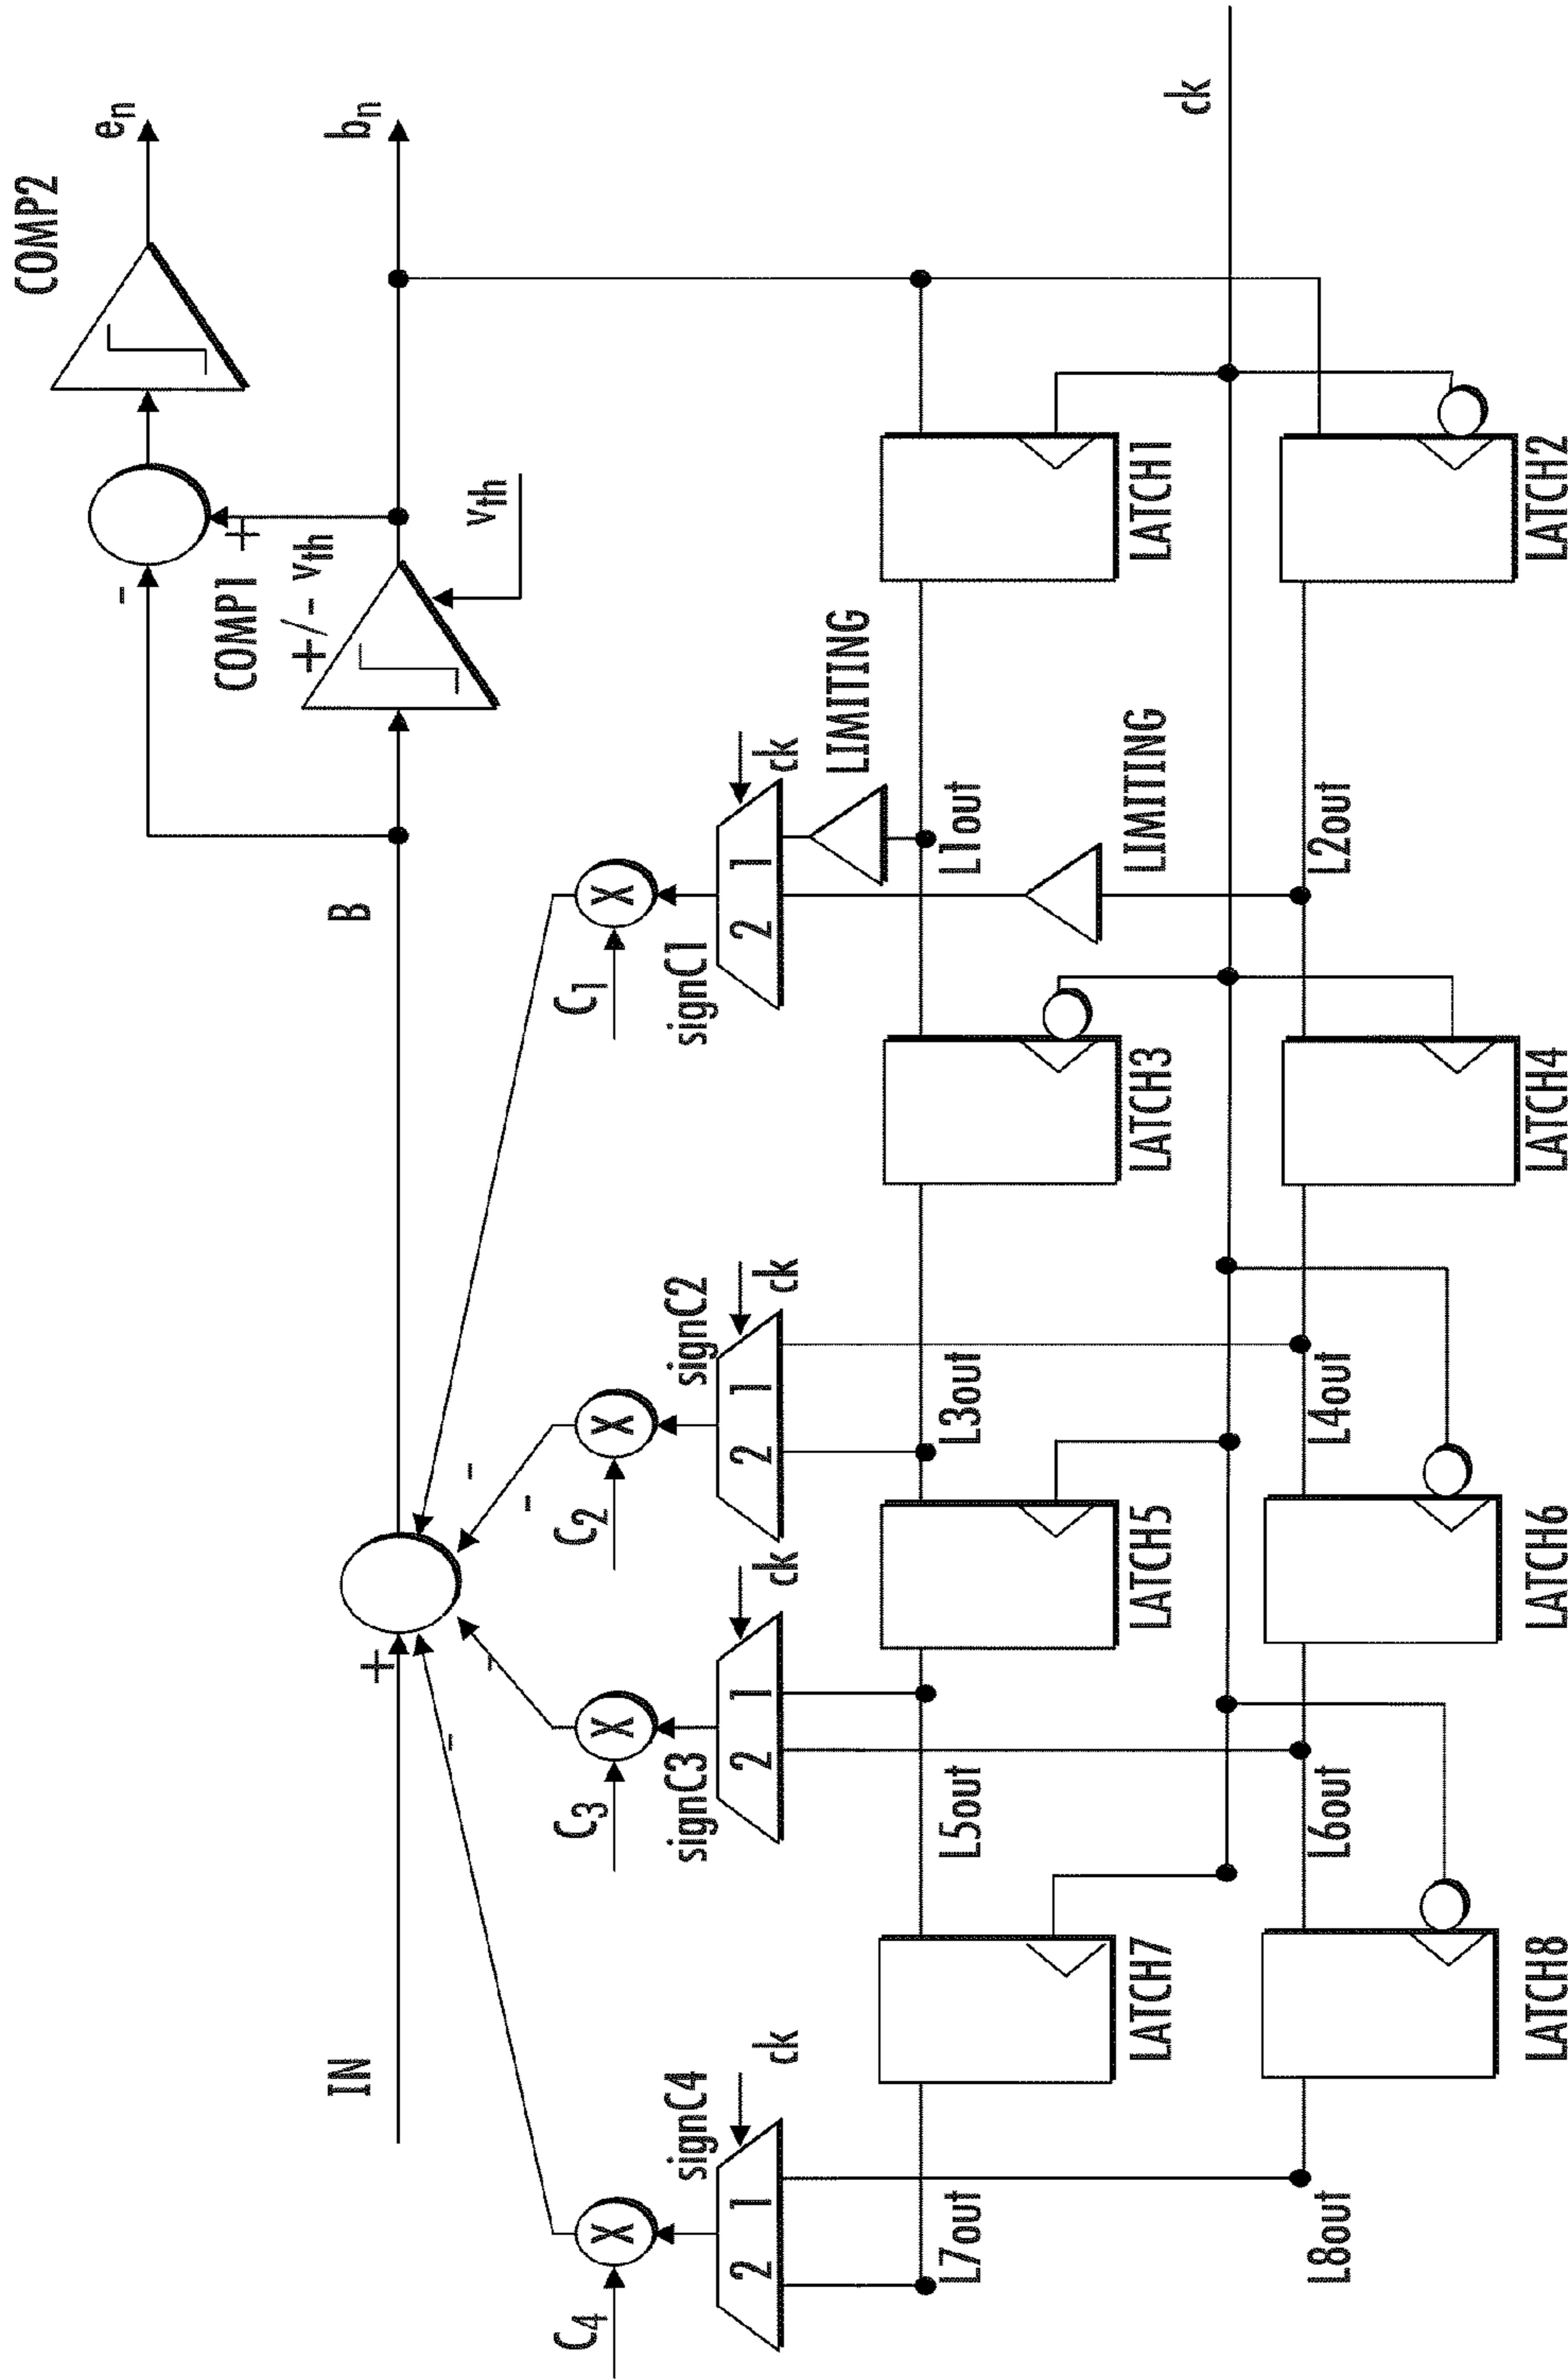 COMP2
eₙ
bₙ
-
+
COMP1
+/- vth
vth
B
IN
+
-
-
-
-
C₄
X
signC4
2 1
ck
C₃
X
signC3
2 1
ck
C₂
X
signC2
2 1
ck
C₁
X
signC1
2 1
ck
LIMITING
LIMITING
L7out
L5out
L3out
L1out
LATCH7
LATCH5
LATCH3
LATCH1
ck
L8out
L6out
L4out
L2out
LATCH8
LATCH6
LATCH4
LATCH2